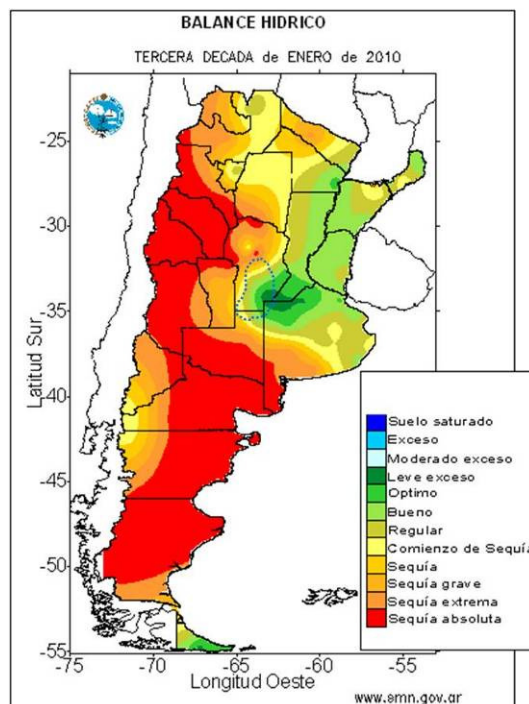 BALANCE HIDRICO
TERCERA DECADA de ENERO de 2010
-25
-30
-35
-40
-45
-50
-55
Latitud Sur
-75 -70 -65 -60 -55
Longitud Oeste
Suelo saturado
Exceso
Moderado exceso
Leve exceso
Optimo
Bueno
Regular
Comienzo de Sequía
Sequía
Sequía grave
Sequía extrema
Sequía absoluta
www.smn.gov.ar